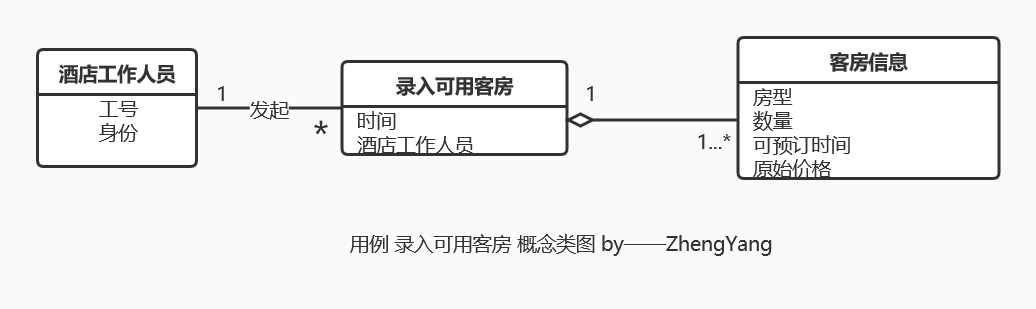 酒店工作人员
工号
身份
1
发起
*
录入可用客房
时间
酒店工作人员
1
1...*
客房信息
房型
数量
可预订时间
原始价格
用例 录入可用客房 概念类图 by——ZhengYang